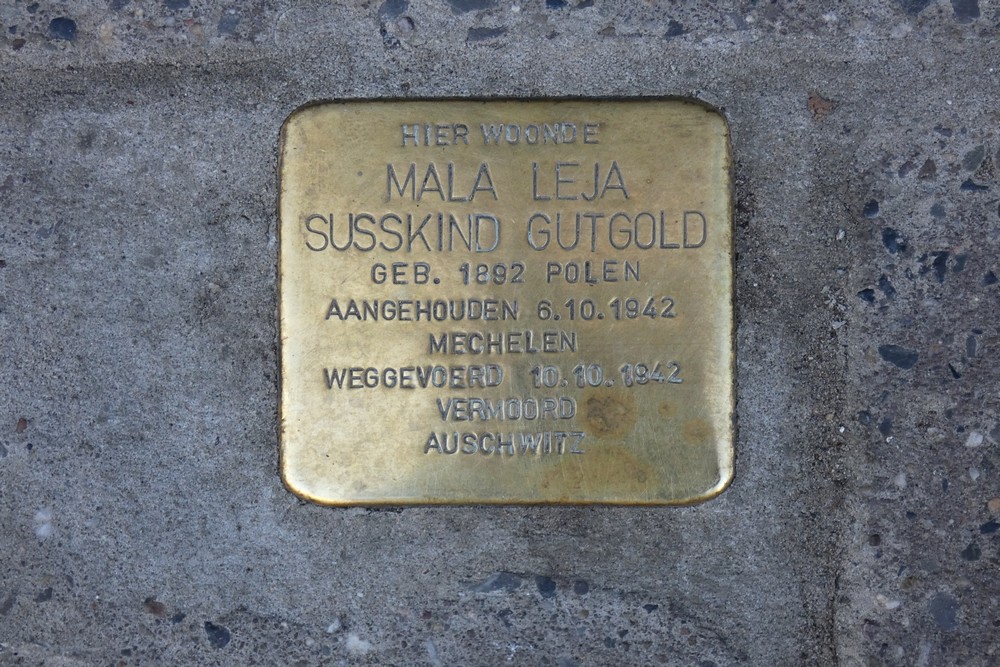 HIER WOONDE
MALA LEJA
SUSSKIND GUTGOLD
GEB. 1892 POLEN
AANGEHOUDEN 6.10.1942
MECHELEN
WEGGEVOERD 10.10.1942
VERMOORD
AUSCHWITZ